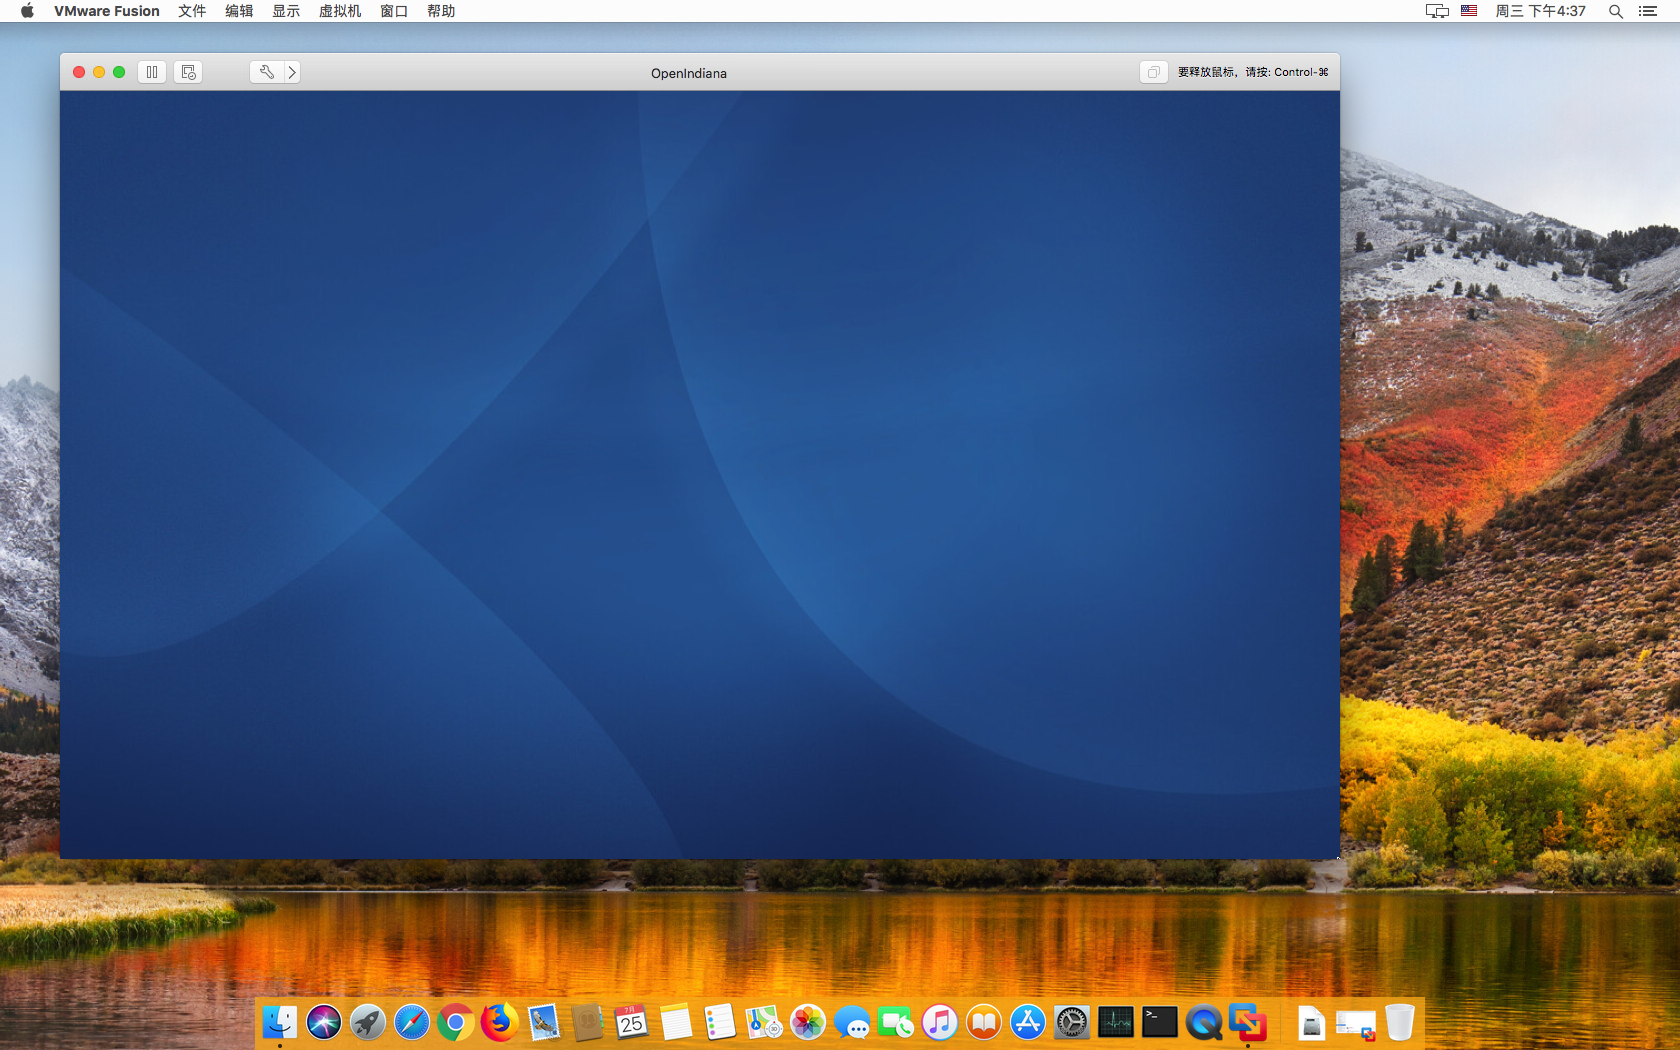 VMware Fusion 文件 编辑 显示 虚拟机 窗口 帮助 周三 下午4:37
OpenIndiana 要释放鼠标，请按: Control-⌘
7月
25